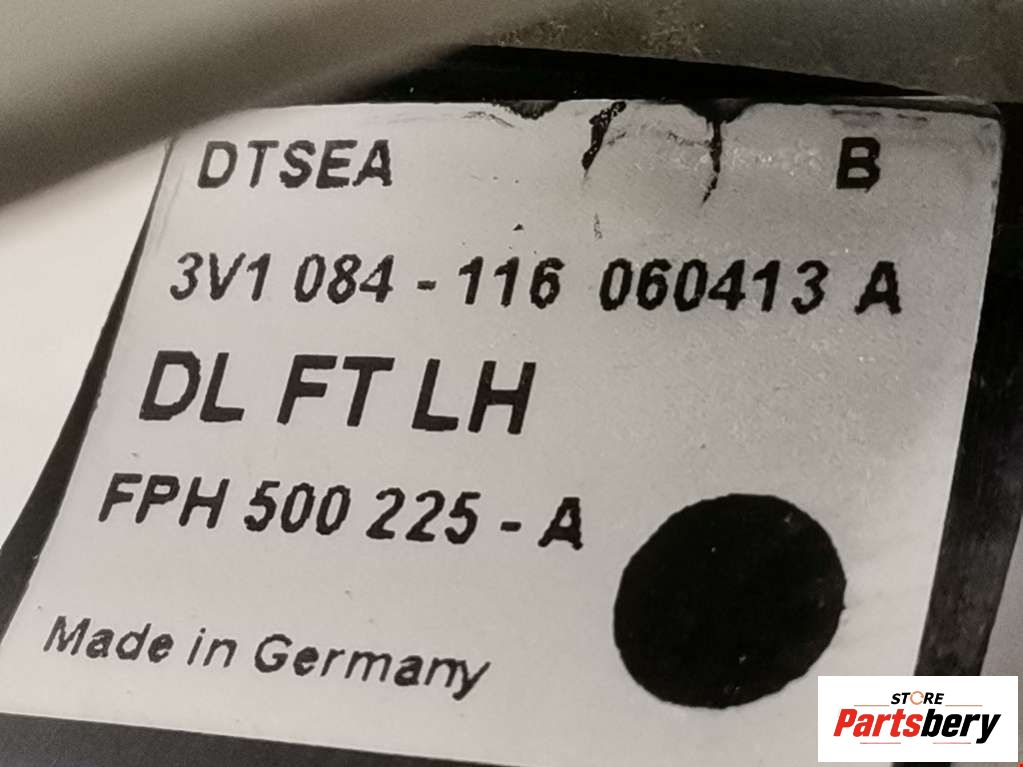 DTSEA B
3V1 084 - 116 060413 A
DL FT LH
FPH 500 225 - A
Made in Germany
STORE
Partsbery